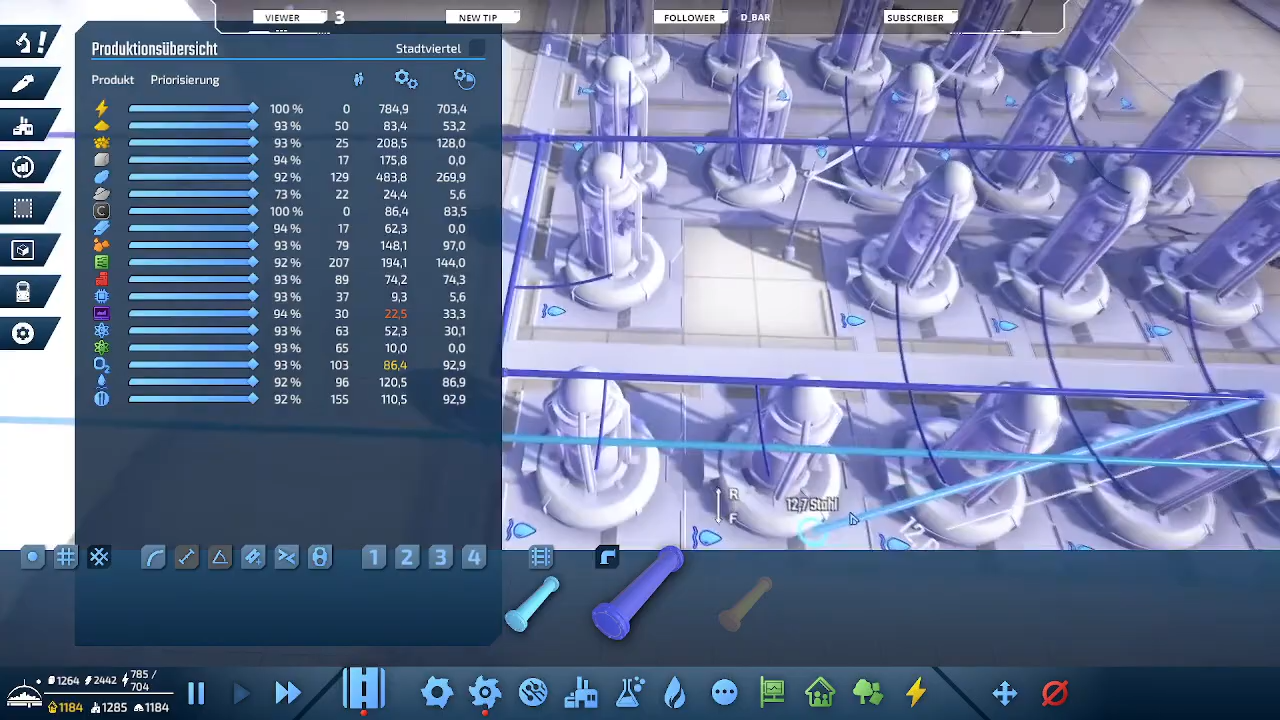 VIEWER 3 NEW TIP FOLLOWER D_BAR SUBSCRIBER
Produktionsübersicht Stadtviertel
Produkt Priorisierung
100 % 0 784,9 703,4
93 % 50 83,4 53,2
93 % 25 208,5 128,0
94 % 17 175,8 0,0
92 % 129 483,8 269,9
73 % 22 24,4 5,6
C 100 % 0 86,4 83,5
94 % 17 62,3 0,0
93 % 79 148,1 97,0
92 % 207 194,1 144,0
93 % 89 74,2 74,3
93 % 37 9,3 5,6
94 % 30 22,5 33,3
93 % 63 52,3 30,1
93 % 65 10,0 0,0
O2 93 % 103 86,4 92,9
92 % 96 120,5 86,9
92 % 155 110,5 92,9
R
12,7 Stahl
F
1 2 3 4
1264 2442 785 / 704
1184 1285 1184